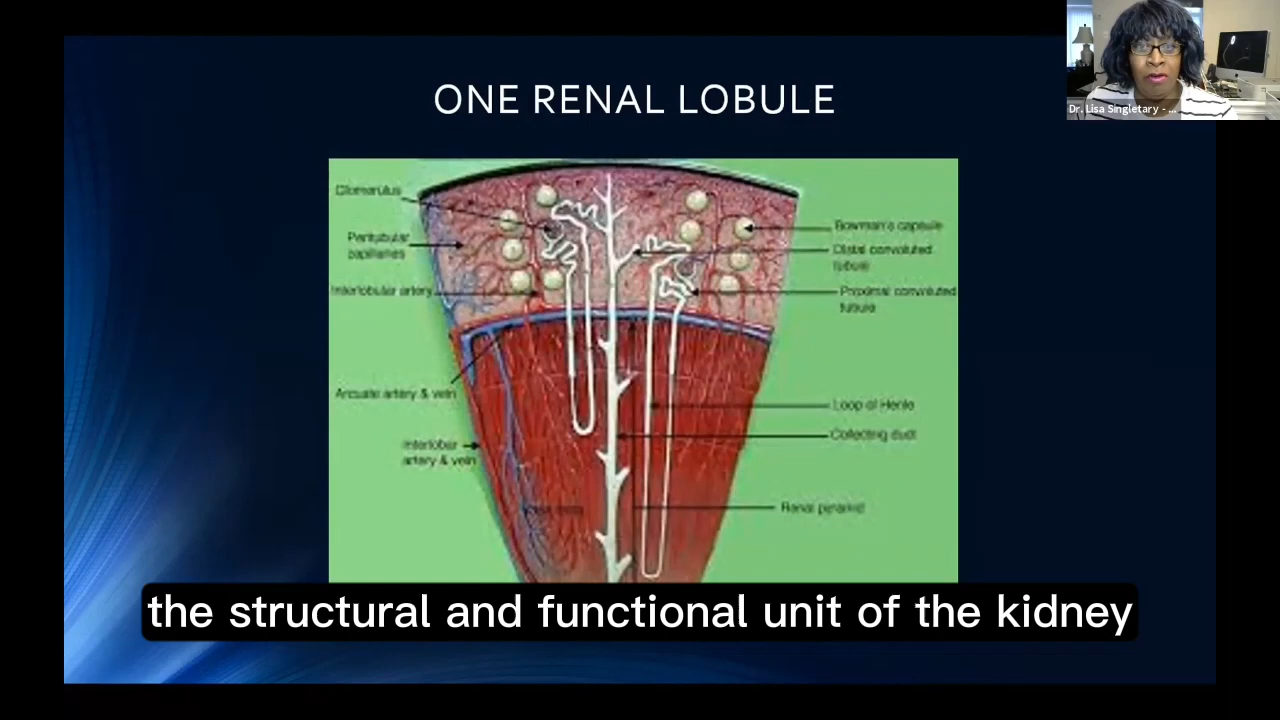 Dr. Lisa Singletary - ...
ONE RENAL LOBULE
Glomerulus
Peritubular
papillaries
Interlobular artery
Arcuate artery & vein
Interlobar
artery & vein
Bowman's capsule
Distal convoluted
tubule
Proximal convoluted
tubule
Loop of Henle
Collecting duct
Renal pyramid
the structural and functional unit of the kidney